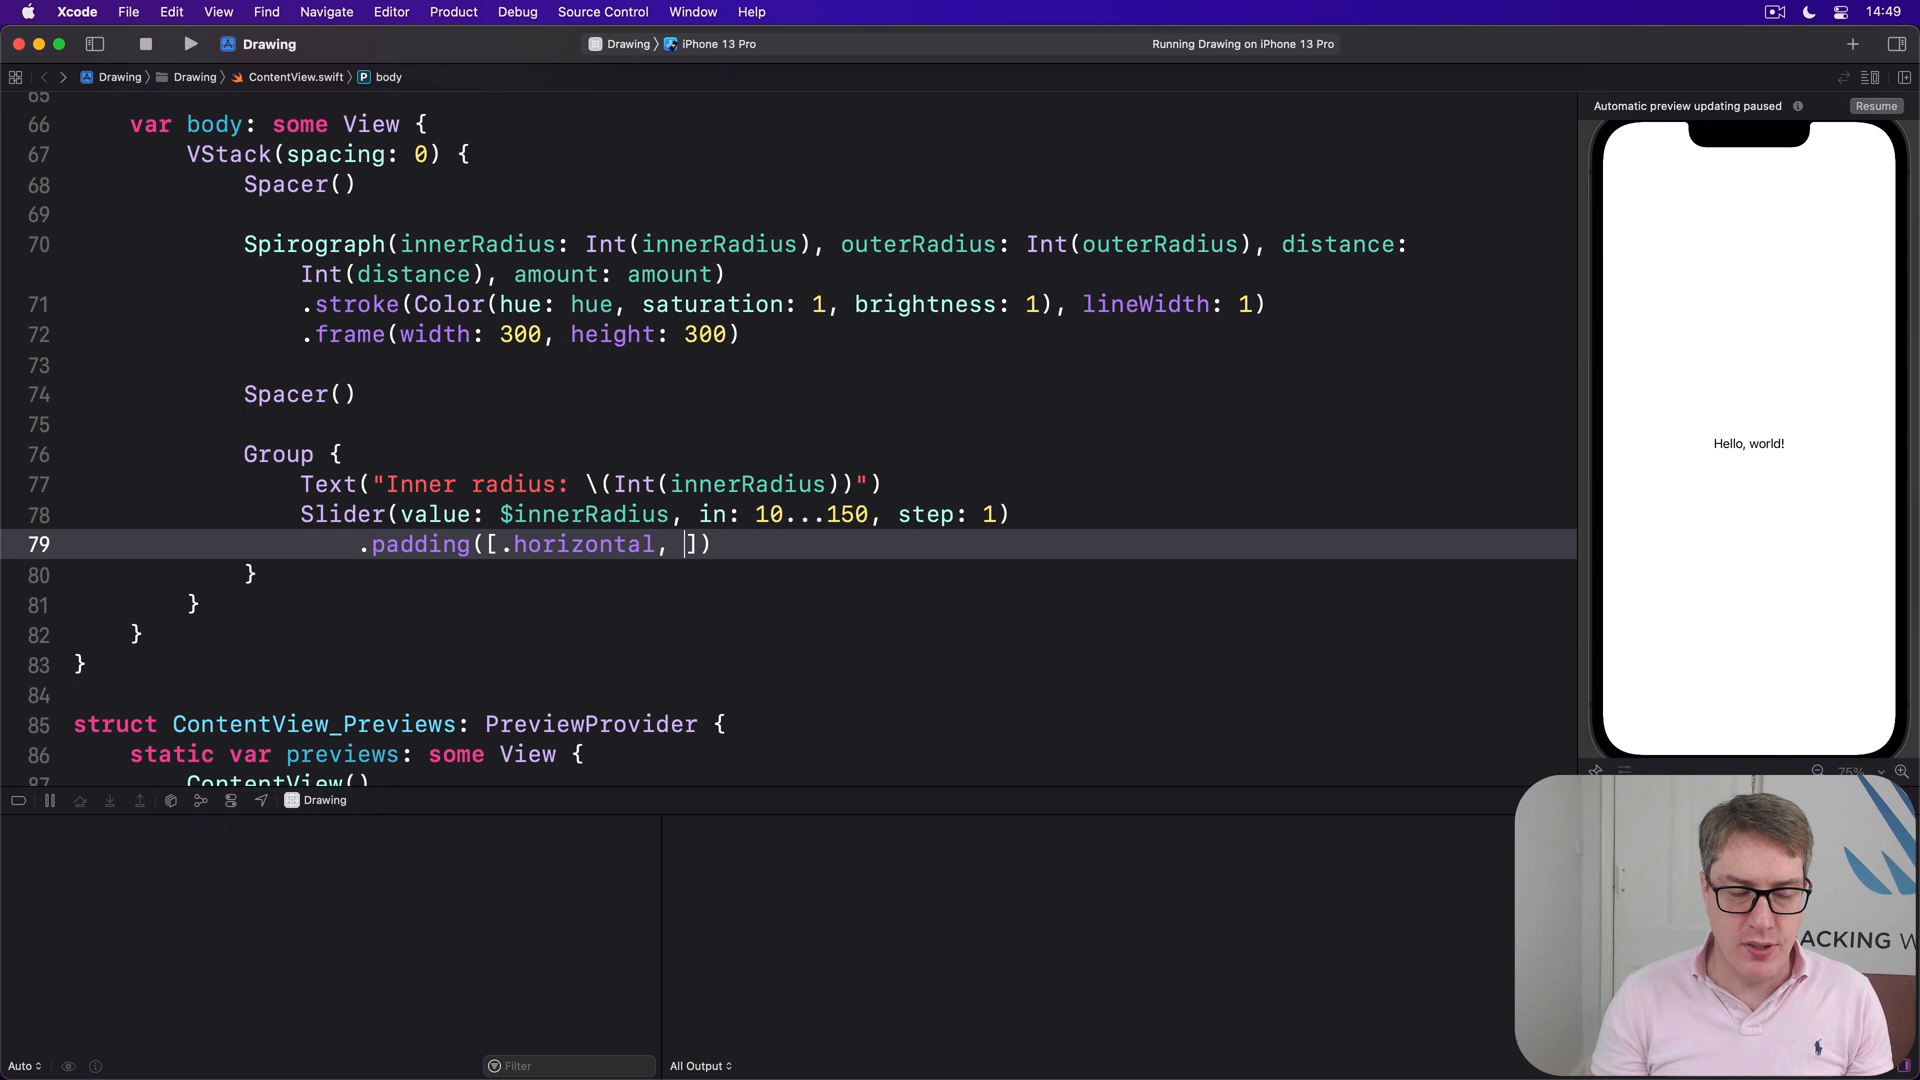 Xcode File Edit View Find Navigate Editor Product Debug Source Control Window Help 14:49
Drawing Drawing iPhone 13 Pro Running Drawing on iPhone 13 Pro
Drawing Drawing ContentView.swift P body
Automatic preview updating paused Resume
65
66 var body: some View {
67 VStack(spacing: 0) {
68 Spacer()
69
70 Spirograph(innerRadius: Int(innerRadius), outerRadius: Int(outerRadius), distance:
Int(distance), amount: amount)
71 .stroke(Color(hue: hue, saturation: 1, brightness: 1), lineWidth: 1)
72 .frame(width: 300, height: 300)
73
74 Spacer()
75
76 Group {
77 Text("Inner radius: \(Int(innerRadius))")
78 Slider(value: $innerRadius, in: 10...150, step: 1)
79 .padding([.horizontal, ])
80 }
81 }
82 }
83 }
84
85 struct ContentView_Previews: PreviewProvider {
86 static var previews: some View {
87 ContentView()
Hello, world!
75%
Drawing
ACKING W
Auto Filter All Output